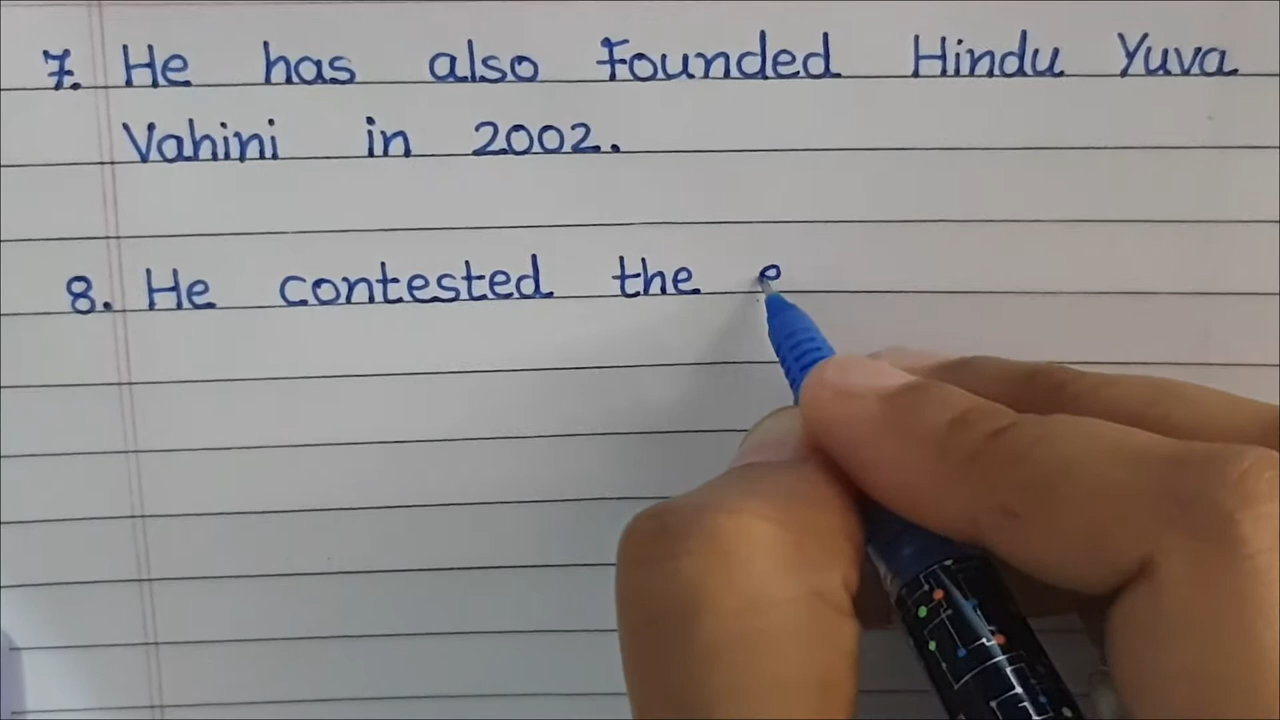 7. He has also Founded Hindu Yuva
Vahini in 2002.
8. He contested the e